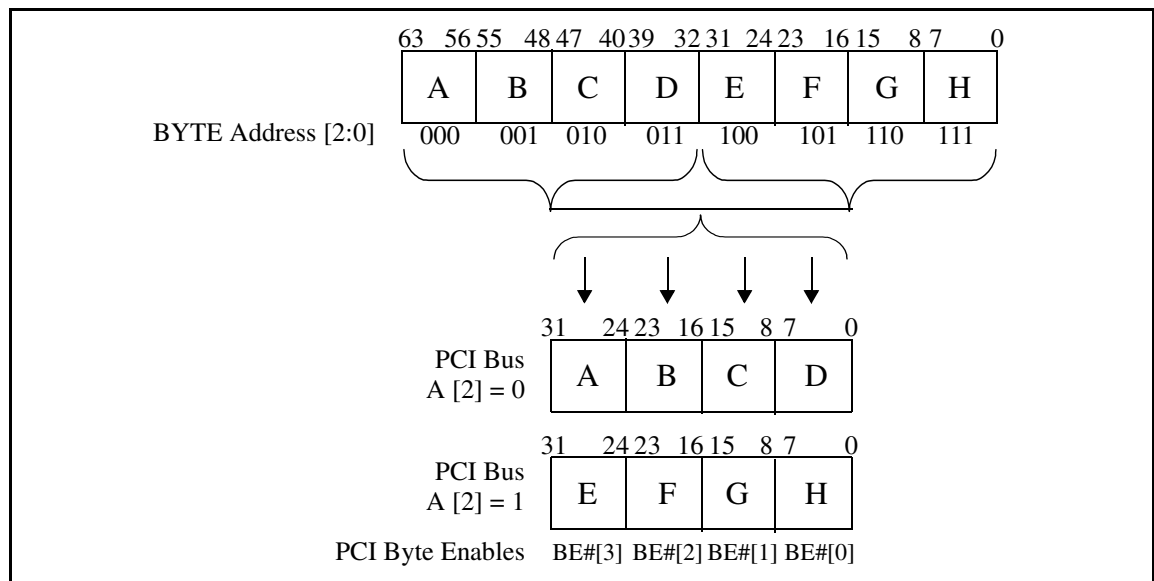 63 56 55 48 47 40 39 32 31 24 23 16 15 8 7 0
A B C D E F G H
BYTE Address [2:0] 000 001 010 011 100 101 110 111
31 24 23 16 15 8 7 0
PCI Bus
A [2] = 0
A B C D
31 24 23 16 15 8 7 0
PCI Bus
A [2] = 1
E F G H
PCI Byte Enables BE#[3] BE#[2] BE#[1] BE#[0]